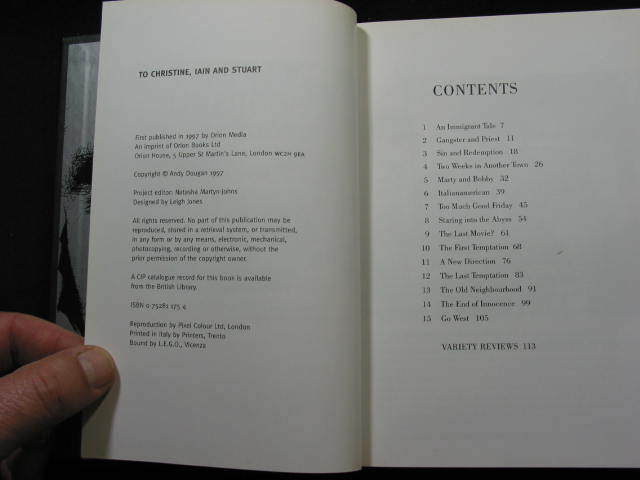 TO CHRISTINE, IAIN AND STUART
First published in 1997 by Orion Media
An imprint of Orion Books Ltd
Orion House, 5 Upper St Martin's Lane, London WC2H 9EA
Copyright © Andy Dougan 1997
Project editor: Natasha Martyn-Johns
Designed by Leigh Jones
All rights reserved. No part of this publication may be
reproduced, stored in a retrieval system, or transmitted,
in any form or by any means, electronic, mechanical,
photocopying, recording or otherwise, without the
prior permission of the copyright owner.
A CIP catalogue record for this book is available
from the British Library.
ISBN 0 75281 175 4
Reproduction by Pixel Colour Ltd, London
Printed in Italy by Printers, Trento
Bound by L.E.G.O., Vicenza
CONTENTS
1 An Immigrant Tale 7
2 Gangster and Priest 11
3 Sin and Redemption 18
4 Two Weeks in Another Town 26
5 Marty and Bobby 32
6 Italianamerican 39
7 Too Much Good Friday 45
8 Staring into the Abyss 54
9 The Last Movie? 61
10 The First Temptation 68
11 A New Direction 76
12 The Last Temptation 83
13 The Old Neighbourhood 91
14 The End of Innocence 99
15 Go West 105
VARIETY REVIEWS 113